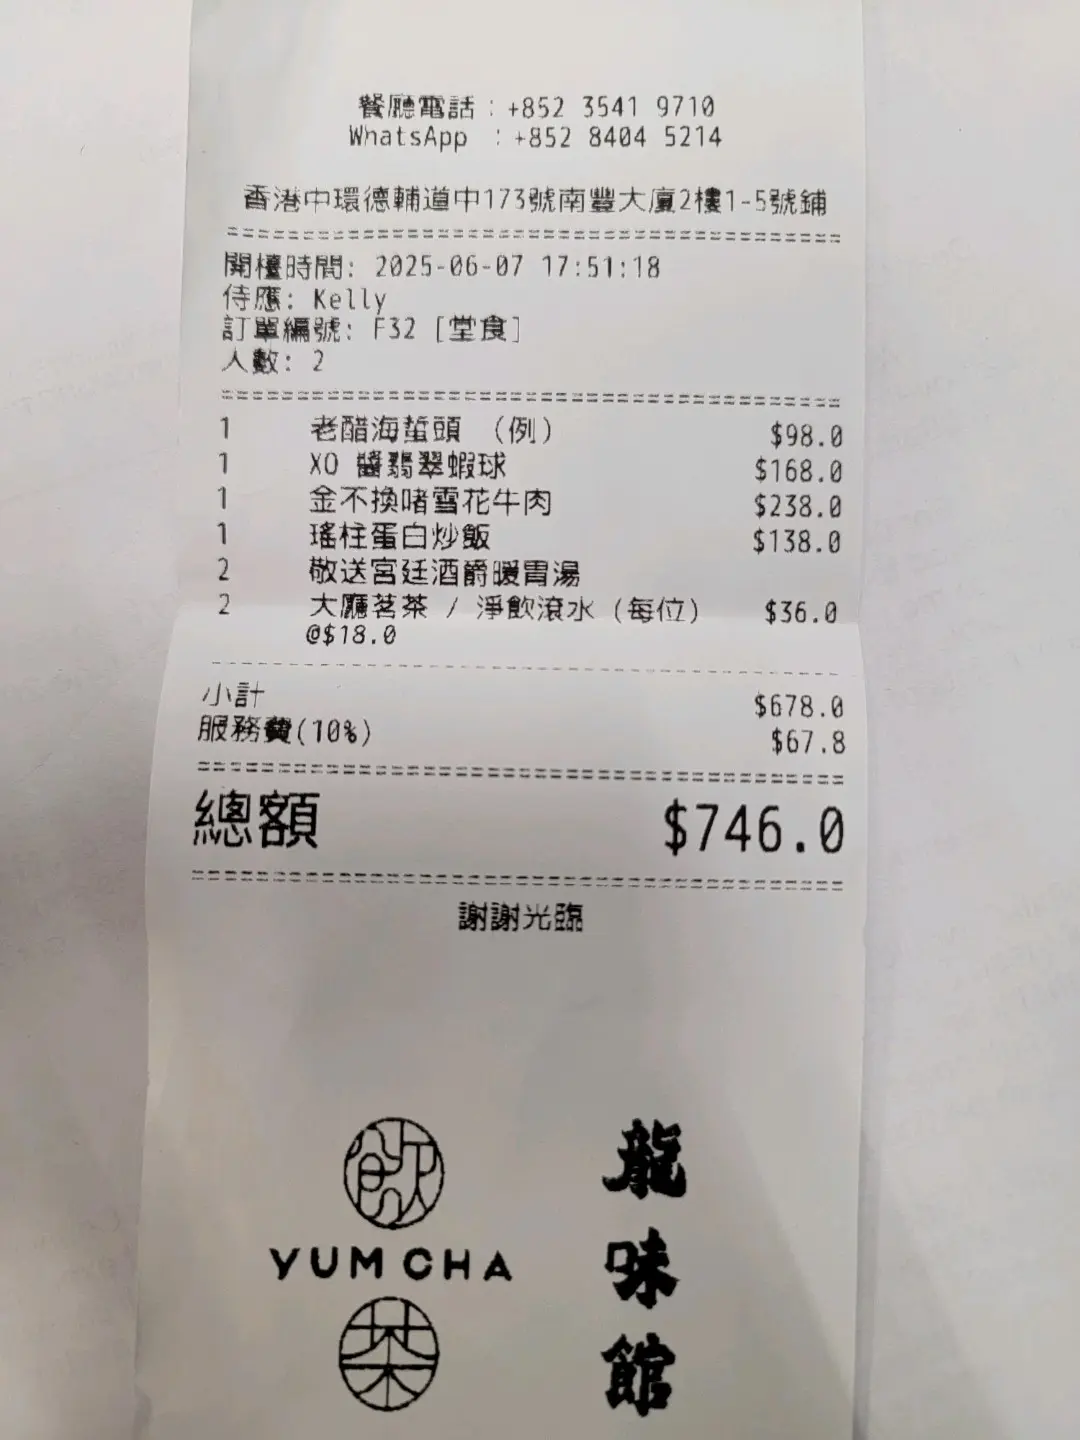 餐廳電話：+852 3541 9710
WhatsApp ：+852 8404 5214
香港中環德輔道中173號南豐大廈2樓1-5號鋪
開檯時間: 2025-06-07 17:51:18
侍應: Kelly
訂單編號: F32 [堂食]
人數: 2
1 老醋海蜇頭 （例） $98.0
1 XO 醬翡翠蝦球 $168.0
1 金不換啫雪花牛肉 $238.0
1 瑤柱蛋白炒飯 $138.0
2 敬送宮廷酒爵暖胃湯
2 大廳茗茶 / 淨飲滾水 (每位) $36.0
@$18.0
小計 $678.0
服務費(10%) $67.8
總額 $746.0
謝謝光臨
飲
YUM CHA
茶
龍味館